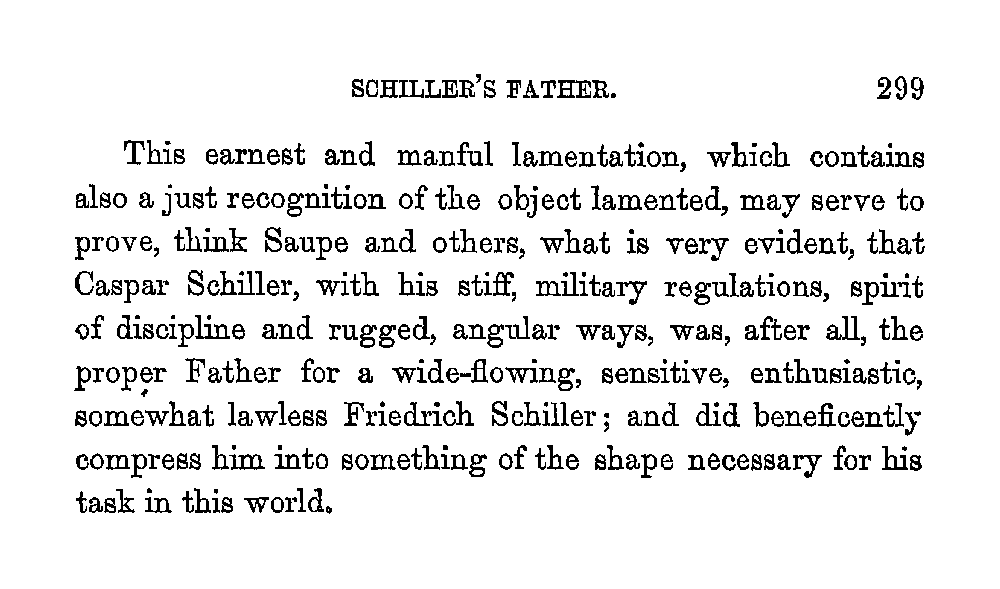 SCHILLER'S FATHER. 299
This earnest and manful lamentation, which contains
also a just recognition of the object lamented, may serve to
prove, think Saupe and others, what is very evident, that
Caspar Schiller, with his stiff, military regulations, spirit
of discipline and rugged, angular ways, was, after all, the
proper Father for a wide-flowing, sensitive, enthusiastic,
somewhat lawless Friedrich Schiller; and did beneficently
compress him into something of the shape necessary for his
task in this world.